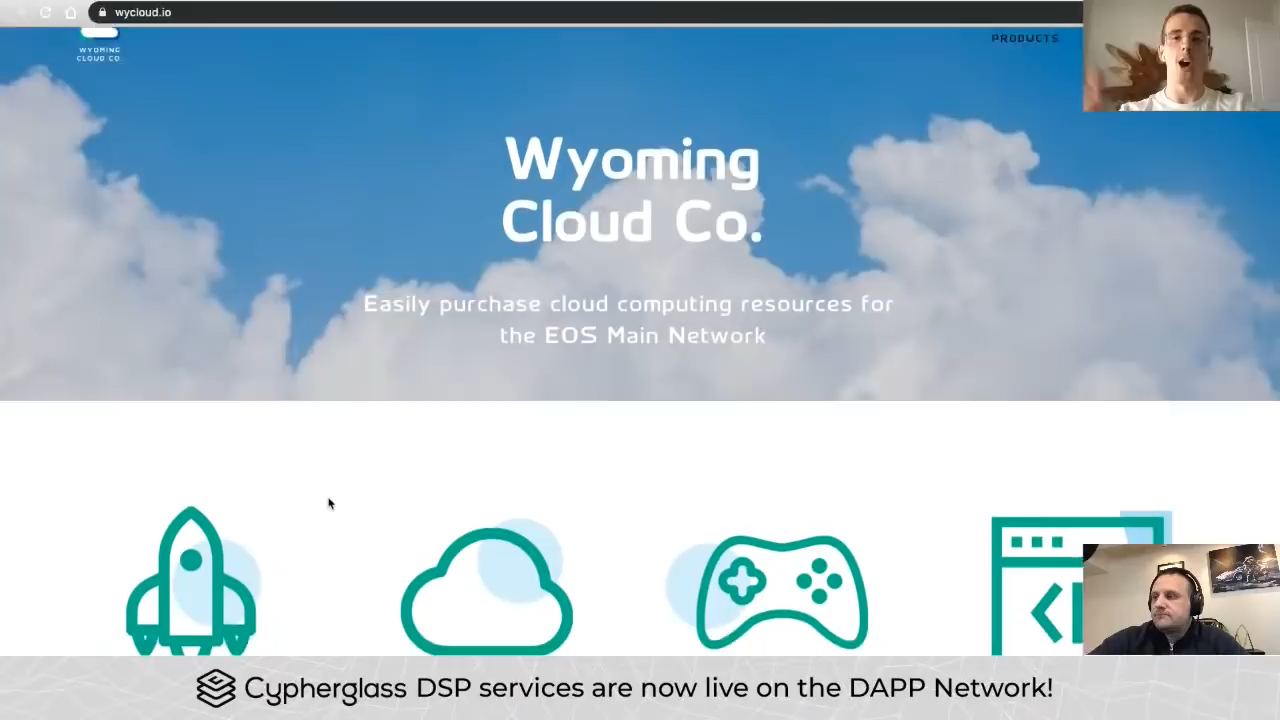 wycloud.io
WYOMING
CLOUD CO.
PRODUCTS
Wyoming
Cloud Co.
Easily purchase cloud computing resources for
the EOS Main Network
Cypherglass DSP services are now live on the DAPP Network!